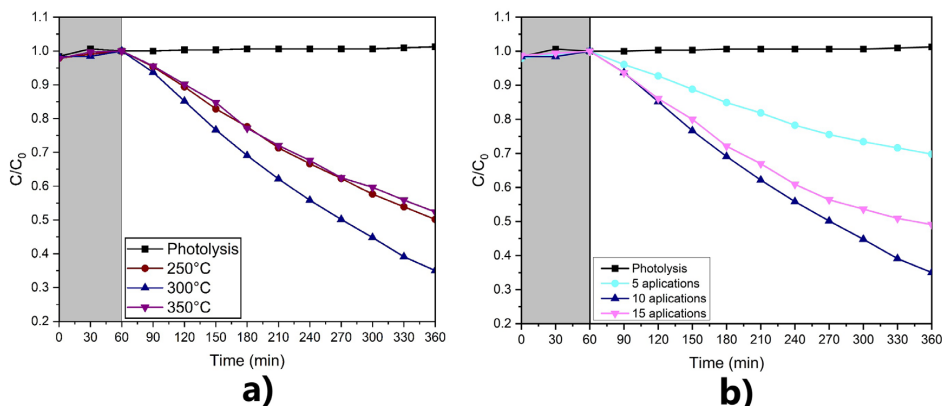 1.1
1.0
0.9
0.8
0.7
0.6
0.5
0.4
0.3
0.2
C/C0
0 30 60 90 120 150 180 210 240 270 300 330 360
Time (min)
Photolysis
250°C
300°C
350°C
a)
1.1
1.0
0.9
0.8
0.7
0.6
0.5
0.4
0.3
0.2
C/C0
0 30 60 90 120 150 180 210 240 270 300 330 360
Time (min)
Photolysis
5 aplications
10 aplications
15 aplications
b)